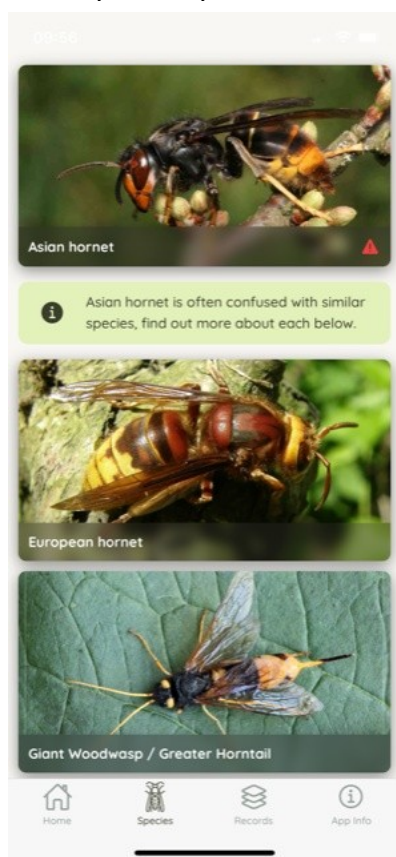 09:56
Asian hornet
Asian hornet is often confused with similar
species, find out more about each below.
European hornet
Giant Woodwasp / Greater Horntail
Home
Species
Records
App Info